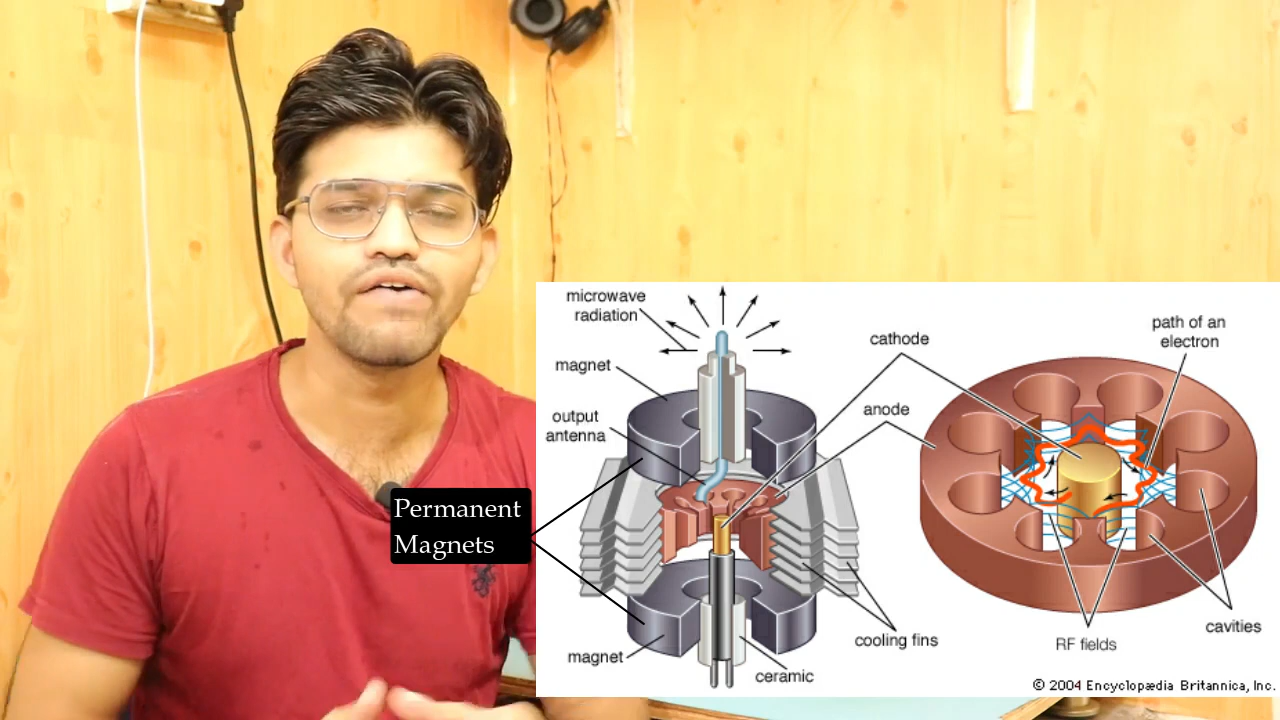 microwave
radiation
magnet
output
antenna
Permanent
Magnets
magnet
ceramic
cathode
anode
cooling fins
path of an
electron
RF fields
cavities
© 2004 Encyclopædia Britannica, Inc.